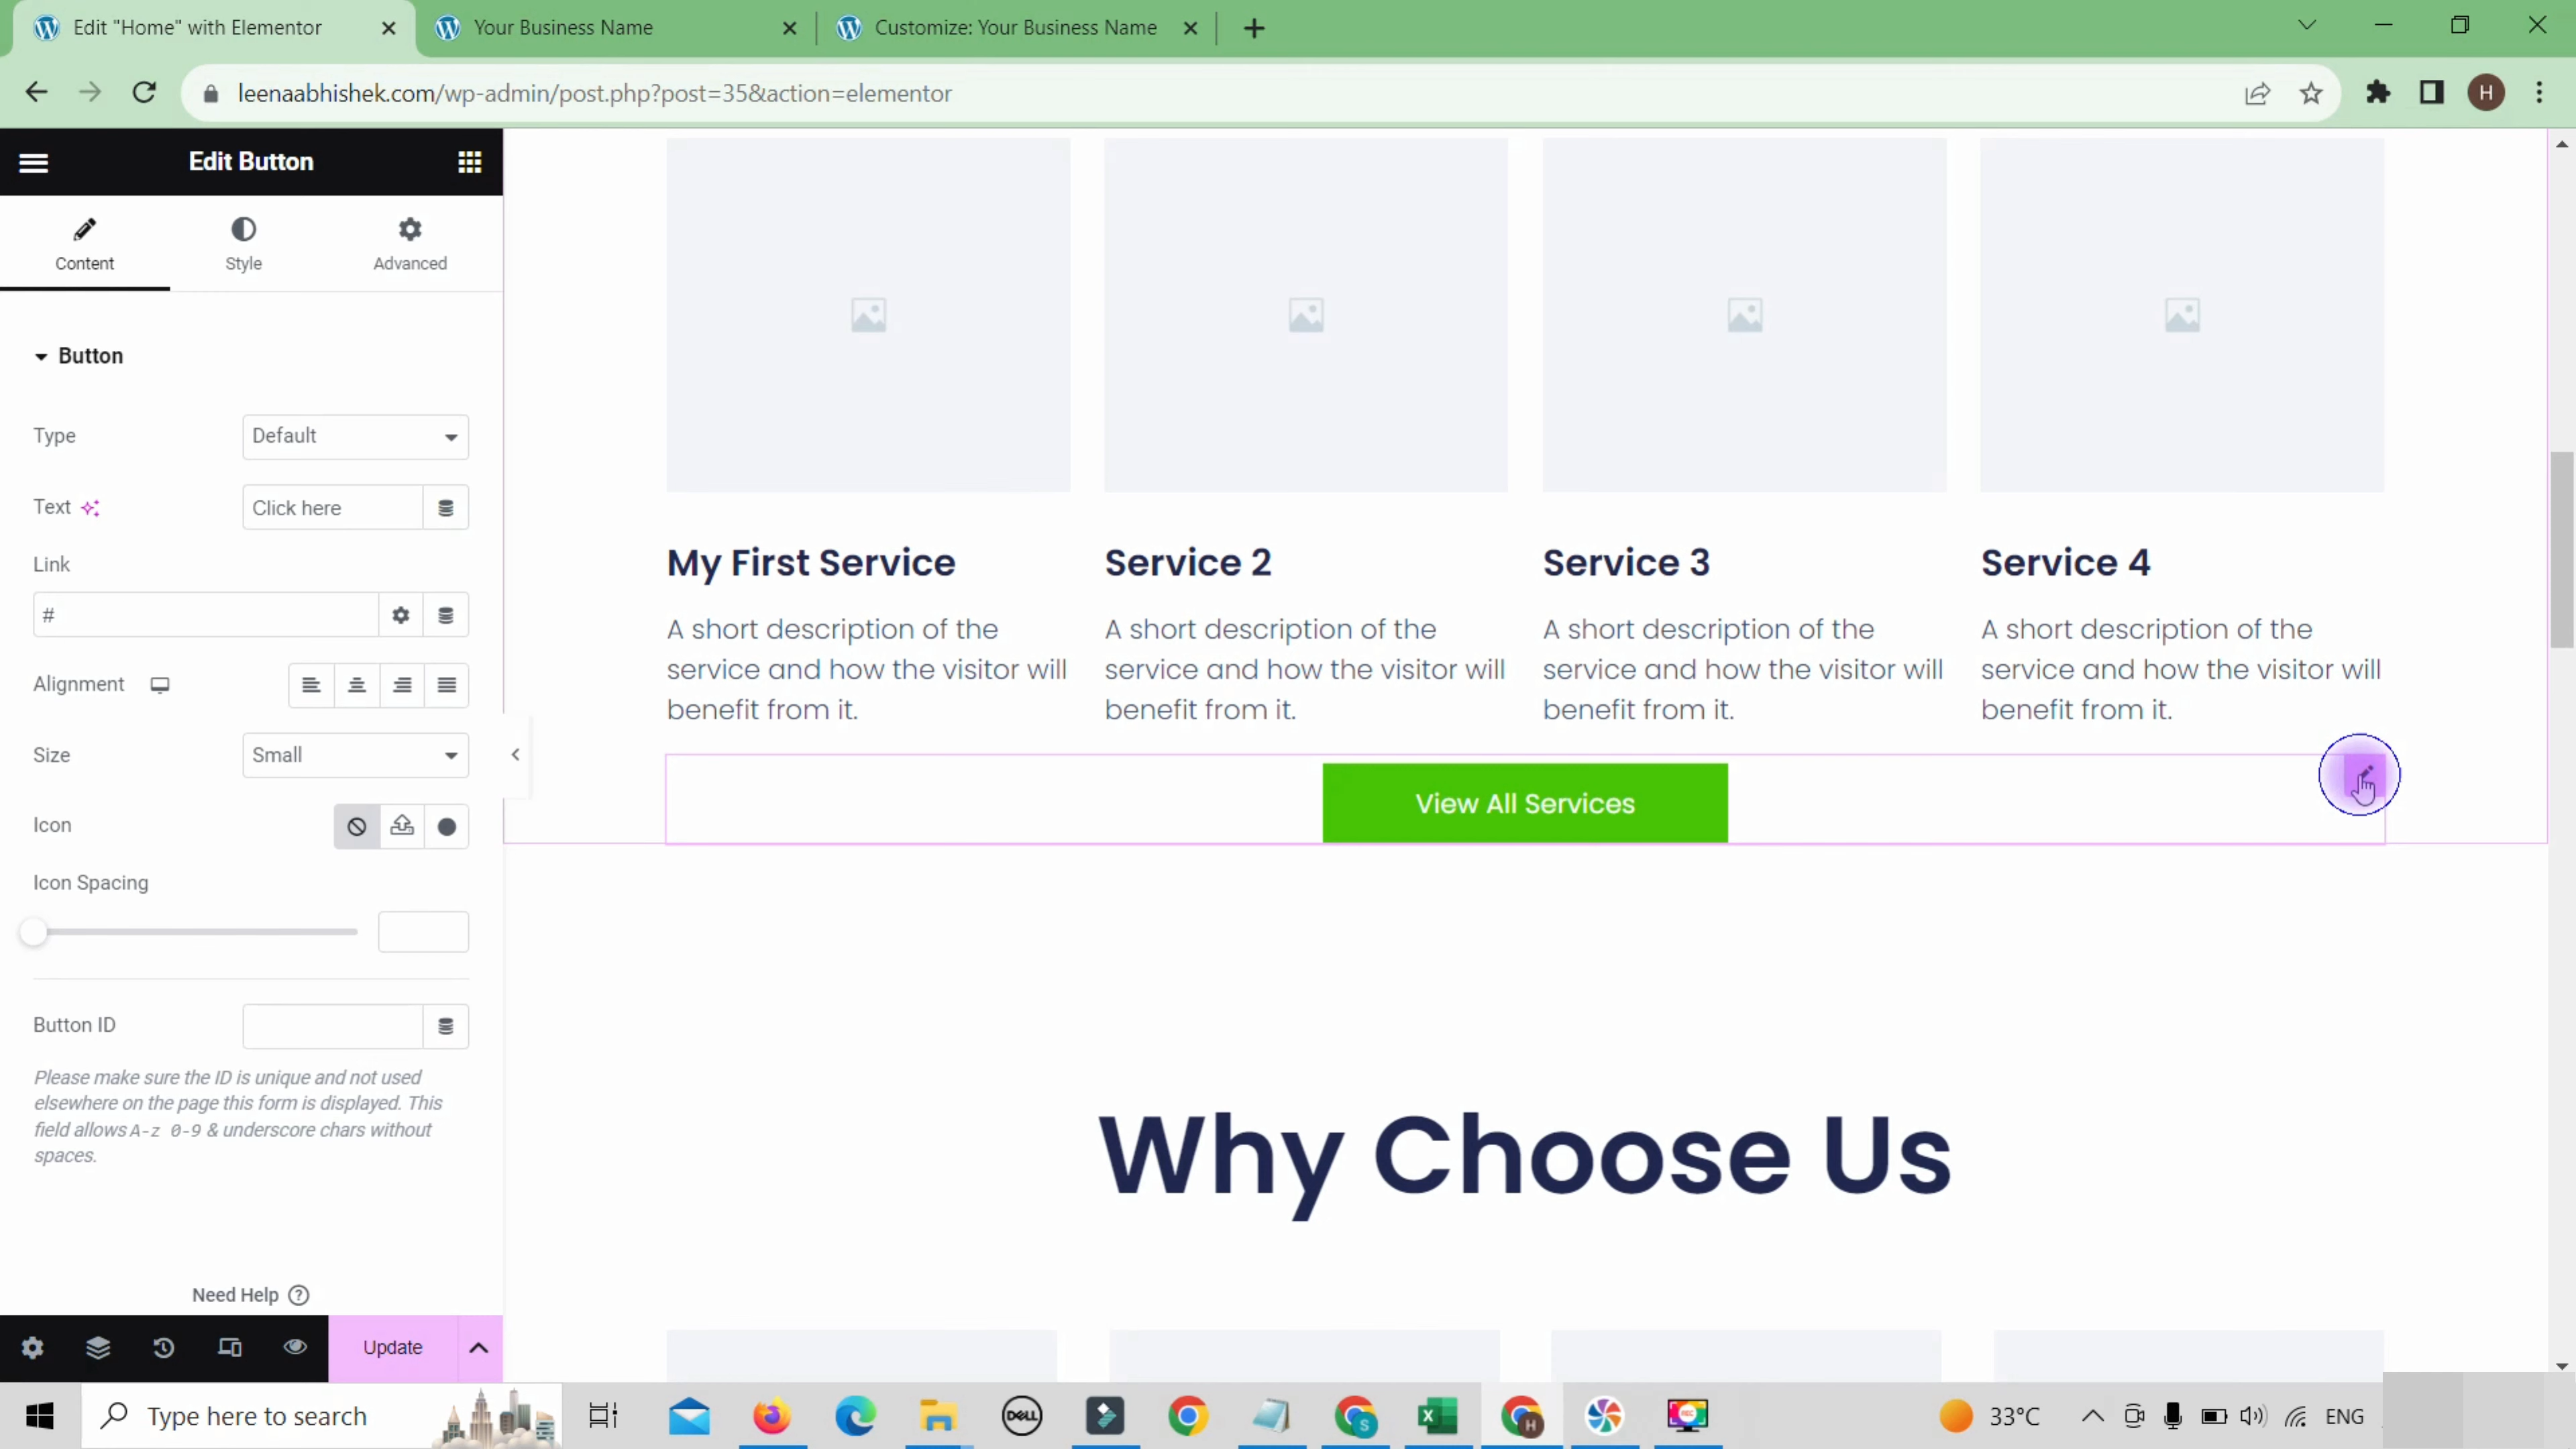 Edit "Home" with Elementor
Your Business Name
Customize: Your Business Name
leenaabhishek.com/wp-admin/post.php?post=35&action=elementor
H
Edit Button
Content
Style
Advanced
Button
Type
Default
Text
Click here
Link
#
Alignment
Size
Small
Icon
Icon Spacing
Button ID
Please make sure the ID is unique and not used
elsewhere on the page this form is displayed. This
field allows A-z 0-9 & underscore chars without
spaces.
Need Help
Update
My First Service
A short description of the
service and how the visitor will
benefit from it.
Service 2
A short description of the
service and how the visitor will
benefit from it.
Service 3
A short description of the
service and how the visitor will
benefit from it.
Service 4
A short description of the
service and how the visitor will
benefit from it.
View All Services
Why Choose Us
Type here to search
DELL
S
H
REC
33°C
ENG